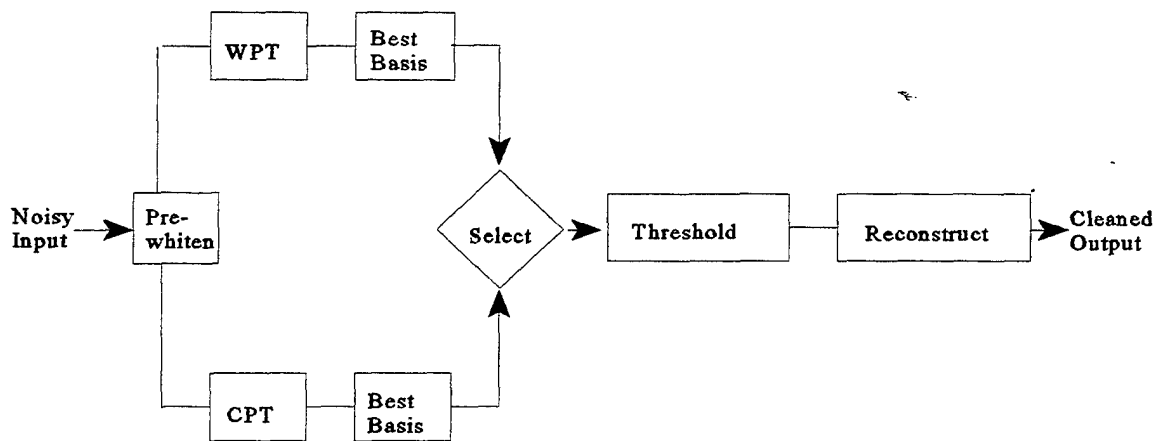 WPT
Best
Basis
Noisy
Input
Pre-
whiten
Select
Threshold
Reconstruct
Cleaned
Output
CPT
Best
Basis